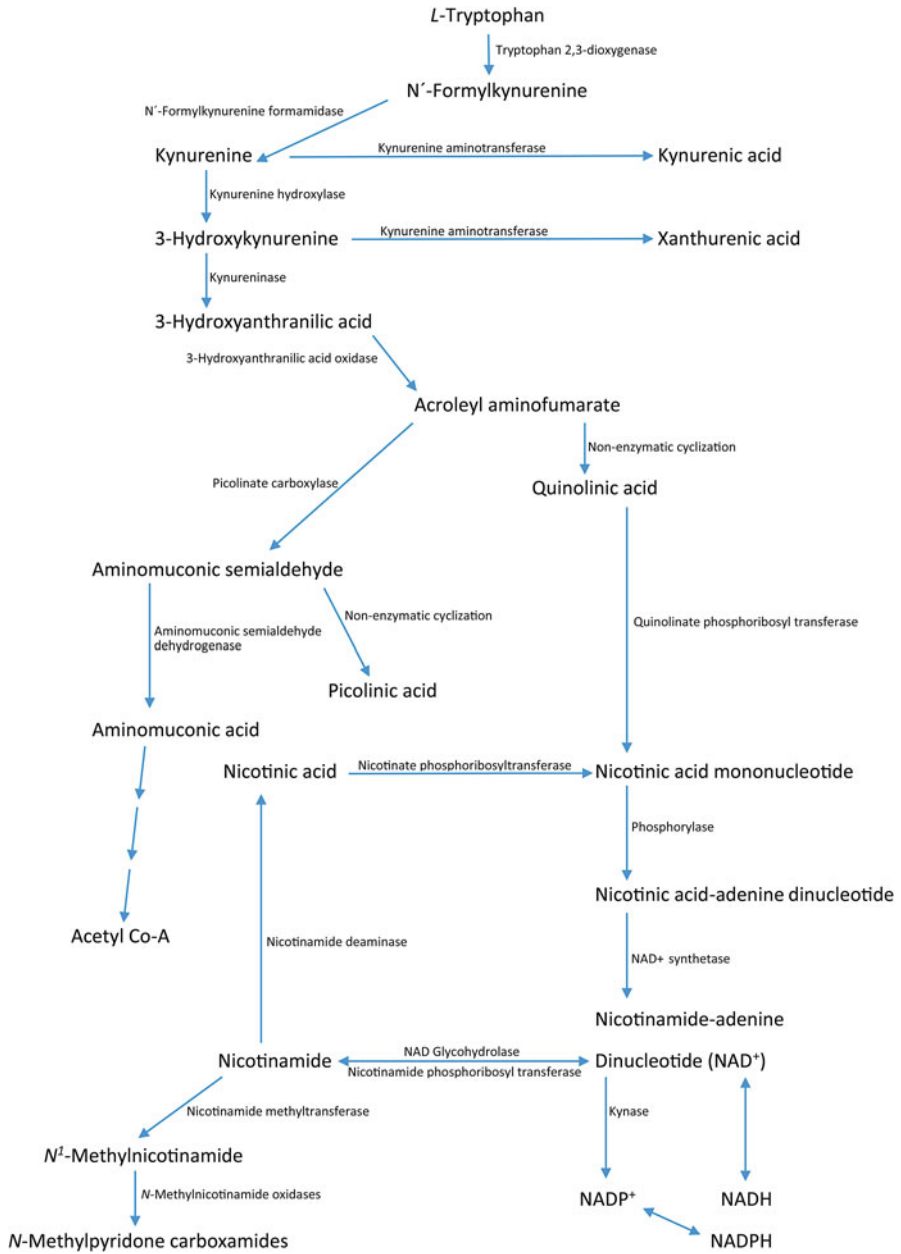 L-Tryptophan
Tryptophan 2,3-dioxygenase
N´-Formylkynurenine
N´-Formylkynurenine formamidase
Kynurenine
Kynurenine aminotransferase
Kynurenic acid
Kynurenine hydroxylase
3-Hydroxykynurenine
Kynurenine aminotransferase
Xanthurenic acid
Kynureninase
3-Hydroxyanthranilic acid
3-Hydroxyanthranilic acid oxidase
Acroleyl aminofumarate
Non-enzymatic cyclization
Picolinate carboxylase
Quinolinic acid
Aminomuconic semialdehyde
Non-enzymatic cyclization
Quinolinate phosphoribosyl transferase
Aminomuconic semialdehyde
dehydrogenase
Picolinic acid
Aminomuconic acid
Nicotinic acid
Nicotinate phosphoribosyltransferase
Nicotinic acid mononucleotide
Phosphorylase
Nicotinic acid-adenine dinucleotide
Acetyl Co-A
Nicotinamide deaminase
NAD+ synthetase
Nicotinamide-adenine
Nicotinamide
NAD Glycohydrolase
Nicotinamide phosphoribosyl transferase
Dinucleotide (NAD⁺)
Nicotinamide methyltransferase
Kynase
N¹-Methylnicotinamide
N-Methylnicotinamide oxidases
NADP⁺
NADH
N-Methylpyridone carboxamides
NADPH